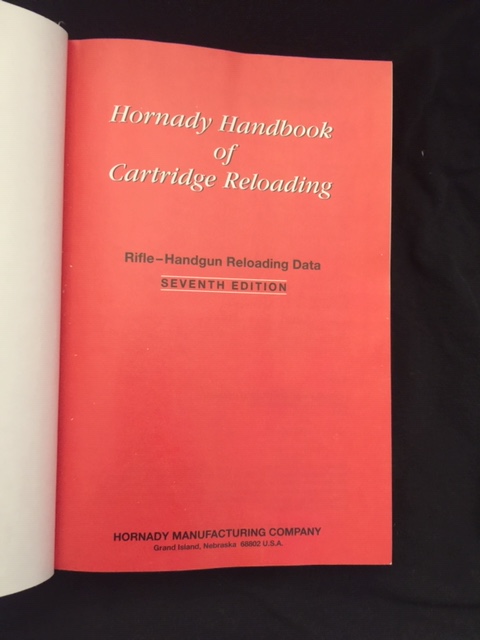 Hornady Handbook
of
Cartridge Reloading
Rifle–Handgun Reloading Data
SEVENTH EDITION
HORNADY MANUFACTURING COMPANY
Grand Island, Nebraska 68802 U.S.A.